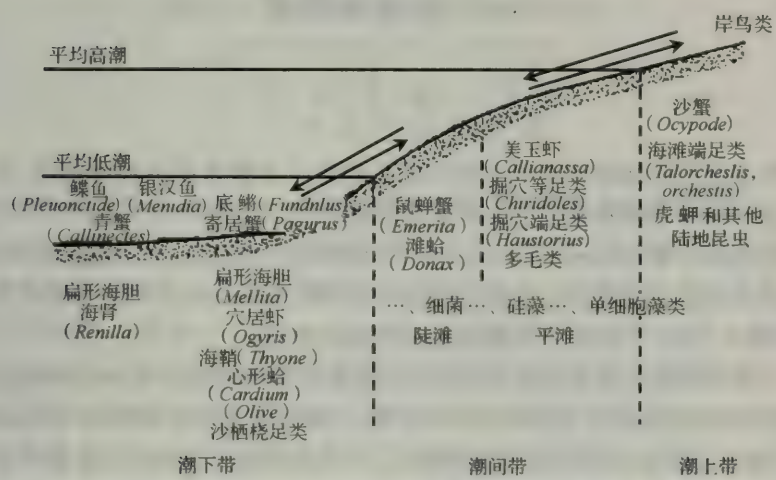 岸鸟类
平均高潮
沙蟹
(Ocypode)
海滩端足类
(Talorcheslis,
orchestis)
虎蛃和其他
陆地昆虫
平均低潮
鲽鱼
(Pleuonctide)
银汉鱼
(Menidia)
底鳉(Fundnlus)
青蟹
(Callinectes)
寄居蟹(Pagurus)
美玉虾
(Callianassa)
掘穴等足类
(Chiridoles)
掘穴端足类
(Haustorius)
多毛类
鼠蝉蟹
(Emerita)
滩蛤
(Donax)
扁形海胆
海肾
(Renilla)
扁形海胆
(Mellita)
穴居虾
(Ogyris)
海鞘(Thyone)
心形蛤
(Cardium)
(Olive)
沙栖桡足类
…、细菌…、硅藻…、单细胞藻类
陡滩
平滩
潮下带
潮间带
潮上带